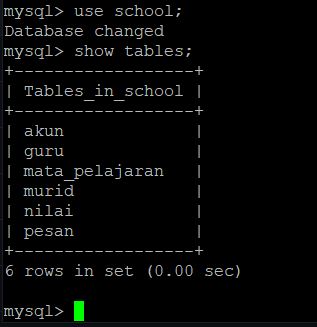 mysql> use school;
Database changed
mysql> show tables;
+------------------+
| Tables_in_school |
+------------------+
| akun             |
| guru             |
| mata_pelajaran   |
| murid            |
| nilai            |
| pesan            |
+------------------+
6 rows in set (0.00 sec)
mysql>